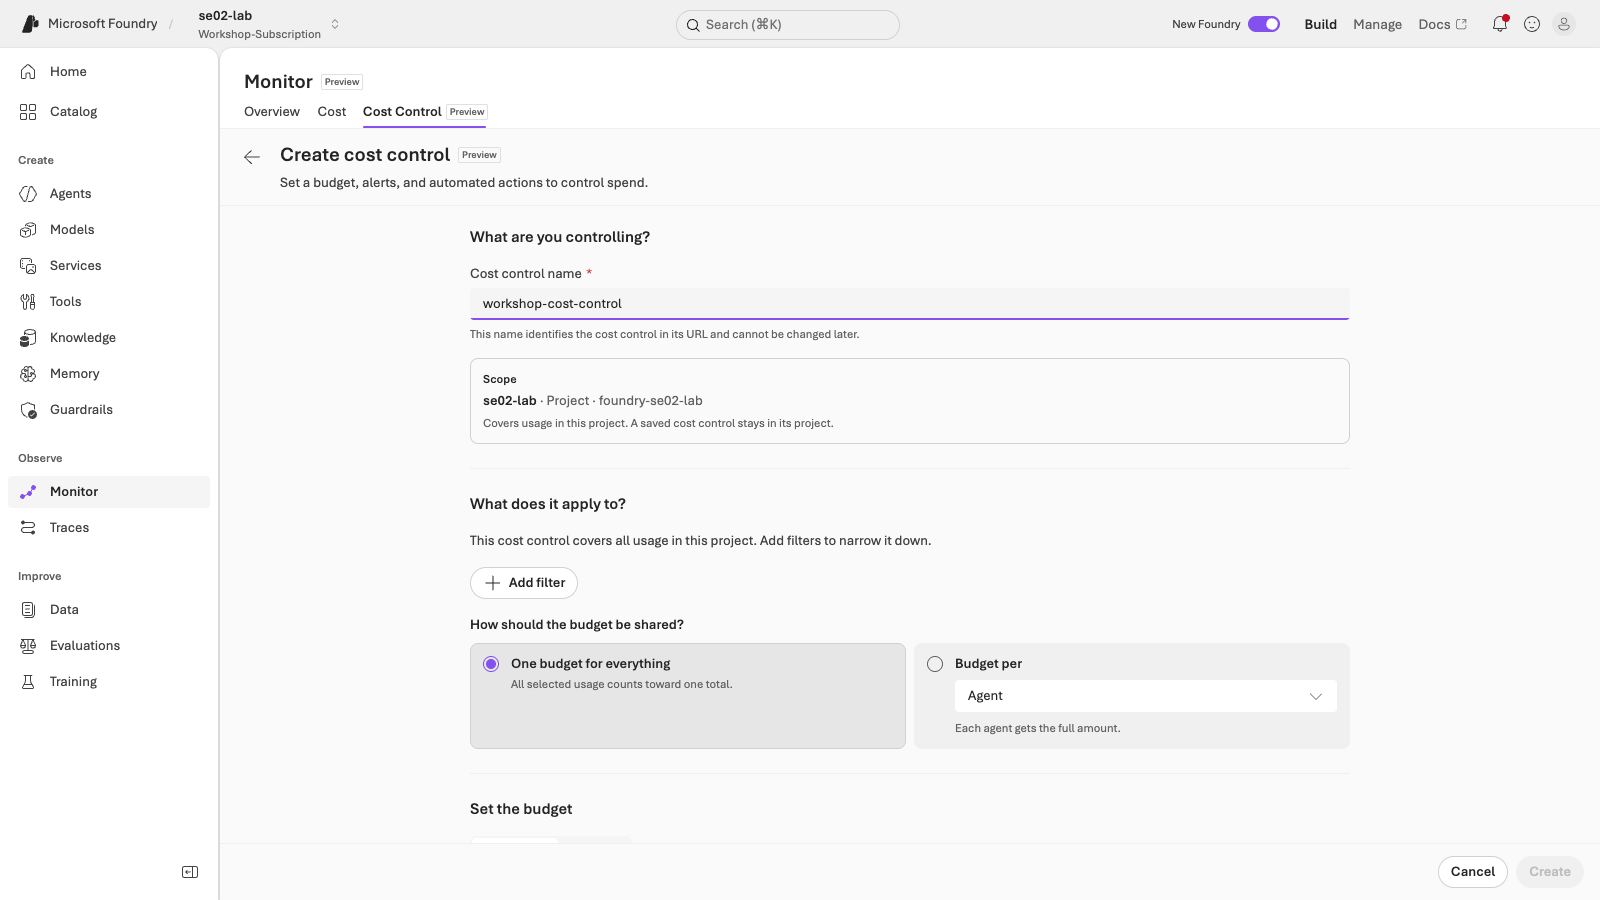 Microsoft Foundry
/
se02-lab
Workshop-Subscription
Search (⌘K)
New Foundry
Build
Manage
Docs
Home
Catalog
Create
Agents
Models
Services
Tools
Knowledge
Memory
Guardrails
Observe
Monitor
Traces
Improve
Data
Evaluations
Training
Monitor Preview
Overview
Cost
Cost Control Preview
Create cost control Preview
Set a budget, alerts, and automated actions to control spend.
What are you controlling?
Cost control name *
workshop-cost-control
This name identifies the cost control in its URL and cannot be changed later.
Scope
se02-lab · Project · foundry-se02-lab
Covers usage in this project. A saved cost control stays in its project.
What does it apply to?
This cost control covers all usage in this project. Add filters to narrow it down.
Add filter
How should the budget be shared?
One budget for everything
All selected usage counts toward one total.
Budget per
Agent
Each agent gets the full amount.
Set the budget
Cancel
Create